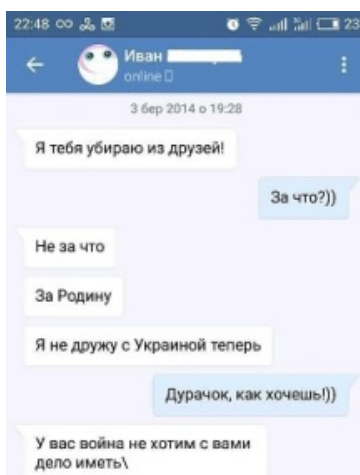 22:48
23
Иван
online
3 бер 2014 о 19:28
Я тебя убираю из друзей!
За что?))
Не за что
За Родину
Я не дружу с Украиной теперь
Дурачок, как хочешь!))
У вас война не хотим с вами
дело иметь\